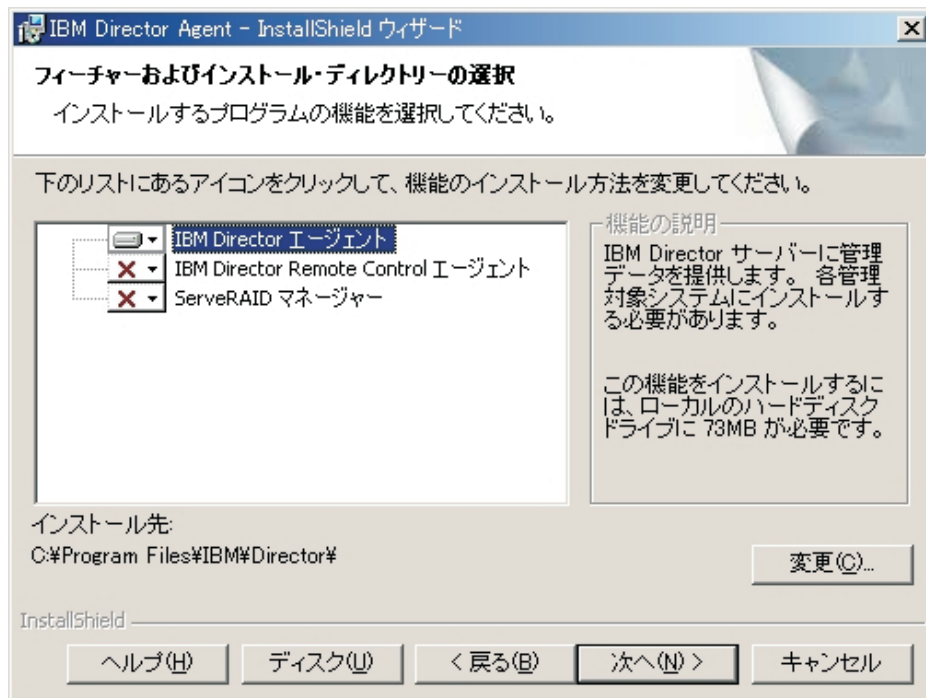 IBM Director Agent - InstallShield ウィザード
フィーチャーおよびインストール・ディレクトリーの選択
インストールするプログラムの機能を選択してください。
下のリストにあるアイコンをクリックして、機能のインストール方法を変更してください。
IBM Director エージェント
IBM Director Remote Control エージェント
ServeRAID マネージャー
機能の説明
IBM Director サーバーに管理
データを提供します。 各管理
対象システムにインストールす
る必要があります。
この機能をインストールするに
は、ローカルのハードディスク
ドライブに 73MB が必要です。
インストール先:
C:¥Program Files¥IBM¥Director¥
変更(C)...
InstallShield
ヘルプ(H)
ディスク(U)
< 戻る(B)
次へ(N) >
キャンセル